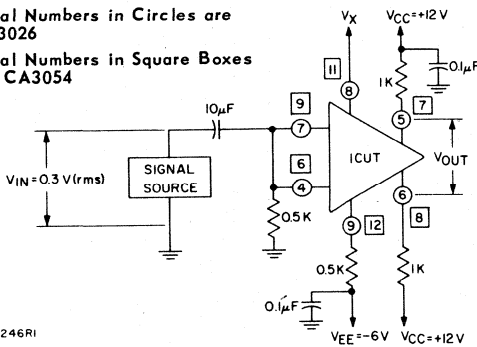 al Numbers in Circles are
3026
al Numbers in Square Boxes
CA3054
VX
VCC=+12V
11
8
1K
0.1µF
10µF
9
7
5
7
6
4
ICUT
VOUT
VIN=0.3V(rms)
SIGNAL
SOURCE
0.5K
9
12
6
8
0.5K
1K
0.1µF
VEE=-6V
VCC=+12V
246R1